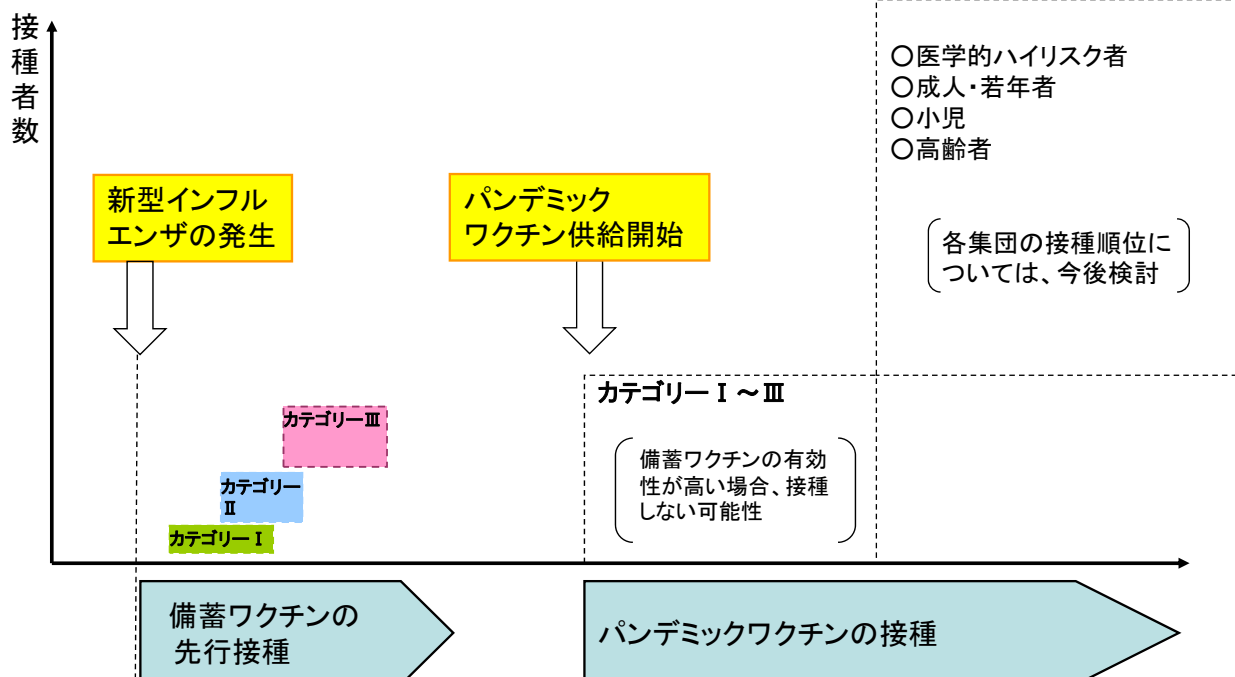 接種者数
○医学的ハイリスク者
○成人・若年者
○小児
○高齢者
新型インフル
エンザの発生
パンデミック
ワクチン供給開始
各集団の接種順位に
ついては、今後検討
カテゴリーⅠ～Ⅲ
備蓄ワクチンの有効
性が高い場合、接種
しない可能性
カテゴリーⅢ
カテゴリー
Ⅱ
カテゴリーⅠ
備蓄ワクチンの
先行接種
パンデミックワクチンの接種